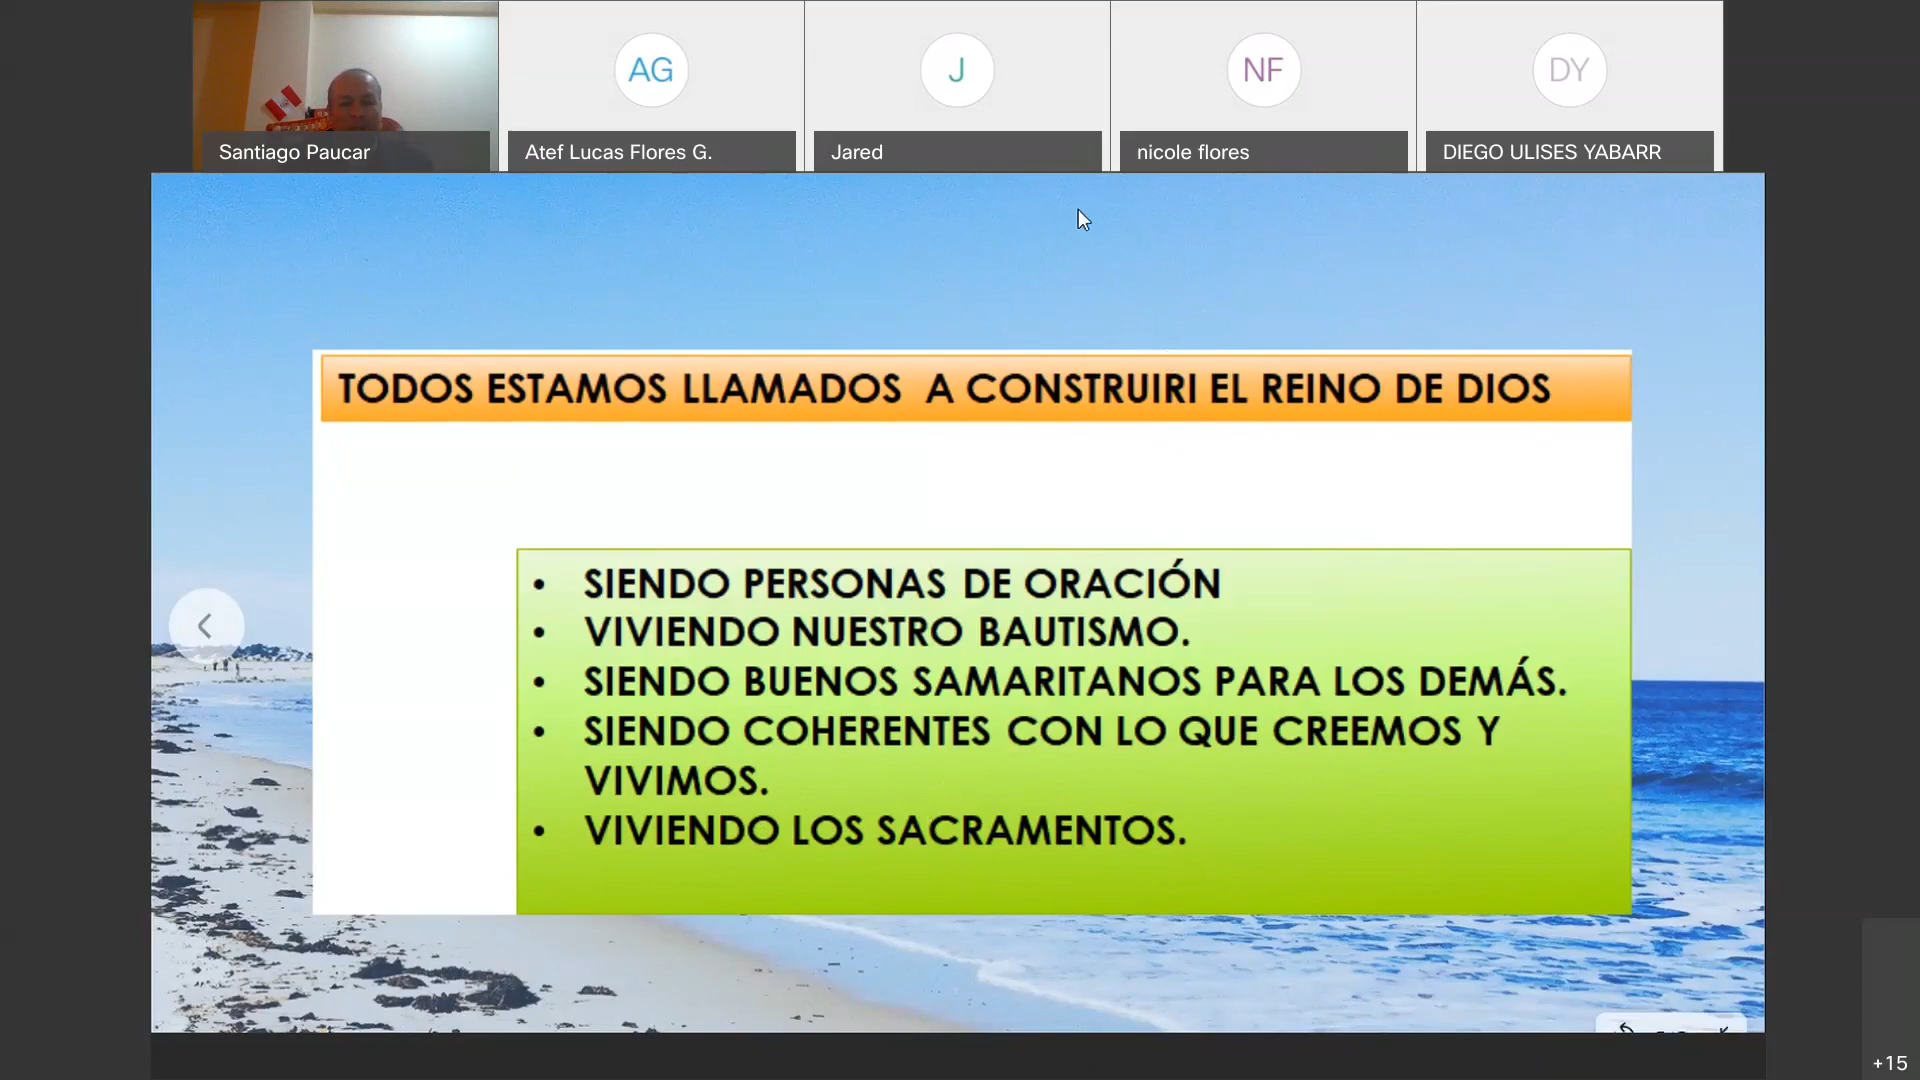 AG
J
NF
DY
Santiago Paucar
Atef Lucas Flores G.
Jared
nicole flores
DIEGO ULISES YABARR
TODOS ESTAMOS LLAMADOS A CONSTRUIRI EL REINO DE DIOS
• SIENDO PERSONAS DE ORACIÓN
• VIVIENDO NUESTRO BAUTISMO.
• SIENDO BUENOS SAMARITANOS PARA LOS DEMÁS.
• SIENDO COHERENTES CON LO QUE CREEMOS Y
VIVIMOS.
• VIVIENDO LOS SACRAMENTOS.
+15